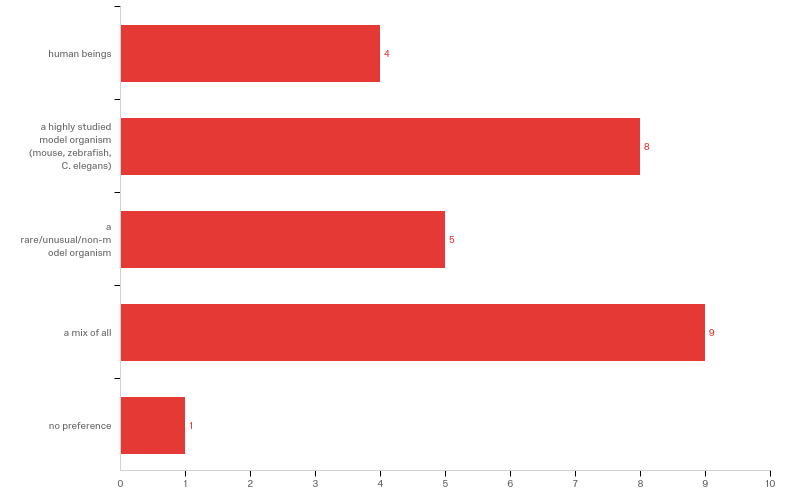 human beings
4
a highly studied
model organism
(mouse, zebrafish,
C. elegans)
8
a
rare/unusual/non-m
odel organism
5
a mix of all
9
no preference
1
0 1 2 3 4 5 6 7 8 9 10